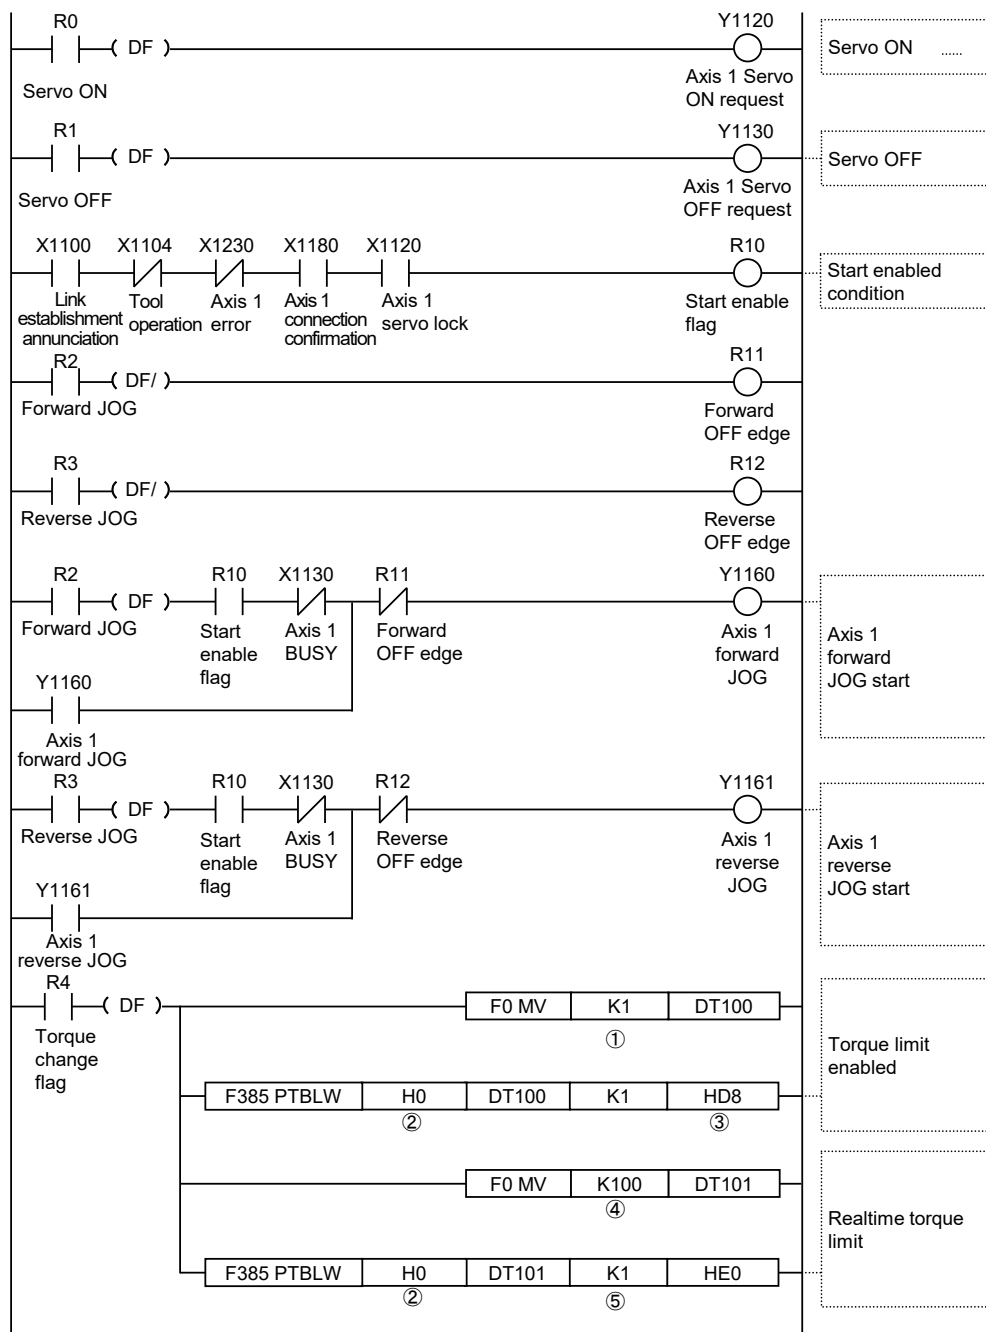 R0 Y1120
( DF )
Servo ON ......
Servo ON
Axis 1 Servo
ON request
R1 Y1130
( DF )
Servo OFF
Servo OFF
Axis 1 Servo
OFF request
X1100 X1104 X1230 X1180 X1120 R10
Start enabled
condition
Link
establishment
annunciation
Tool
operation
Axis 1
error
Axis 1
connection
confirmation
Axis 1
servo lock
Start enable
flag
R2 R11
( DF/ )
Forward JOG
Forward
OFF edge
R3 R12
( DF/ )
Reverse JOG
Reverse
OFF edge
R2 R10 X1130 R11 Y1160
( DF )
Forward JOG
Start
enable
flag
Axis 1
BUSY
Forward
OFF edge
Axis 1
forward
JOG
Axis 1
forward
JOG start
Y1160
Axis 1
forward JOG
R3 R10 X1130 R12 Y1161
( DF )
Reverse JOG
Start
enable
flag
Axis 1
BUSY
Reverse
OFF edge
Axis 1
reverse
JOG
Axis 1
reverse
JOG start
Y1161
Axis 1
reverse JOG
R4
( DF )
Torque
change
flag
F0 MV K1 DT100
①
Torque limit
enabled
F385 PTBLW H0 DT100 K1 HD8
② ③
F0 MV K100 DT101
④
Realtime torque
limit
F385 PTBLW H0 DT101 K1 HE0
② ⑤